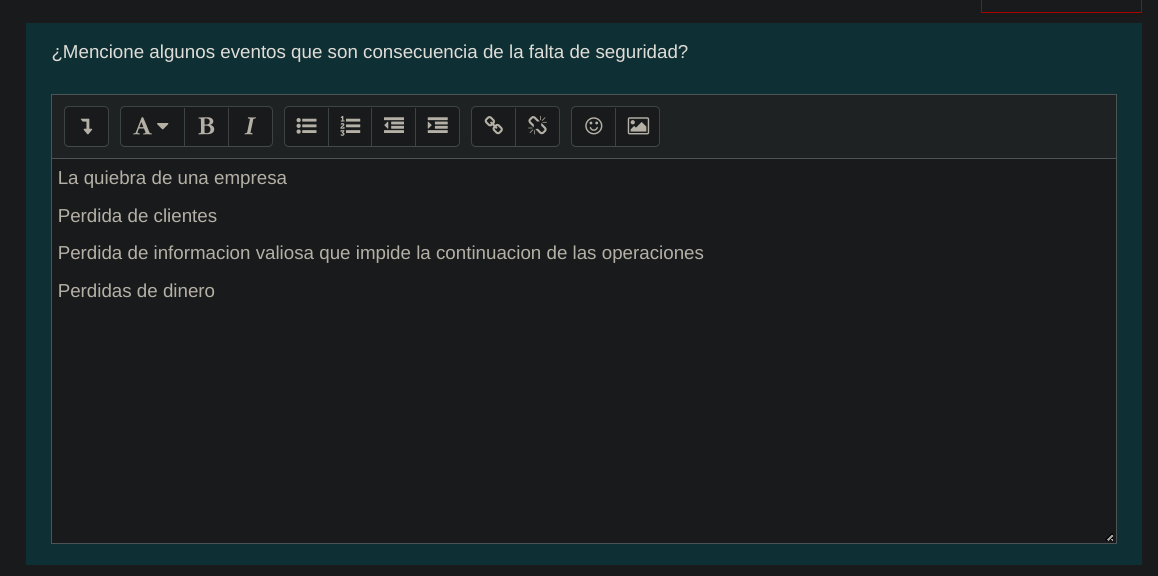 ¿Mencione algunos eventos que son consecuencia de la falta de seguridad?
La quiebra de una empresa
Perdida de clientes
Perdida de informacion valiosa que impide la continuacion de las operaciones
Perdidas de dinero